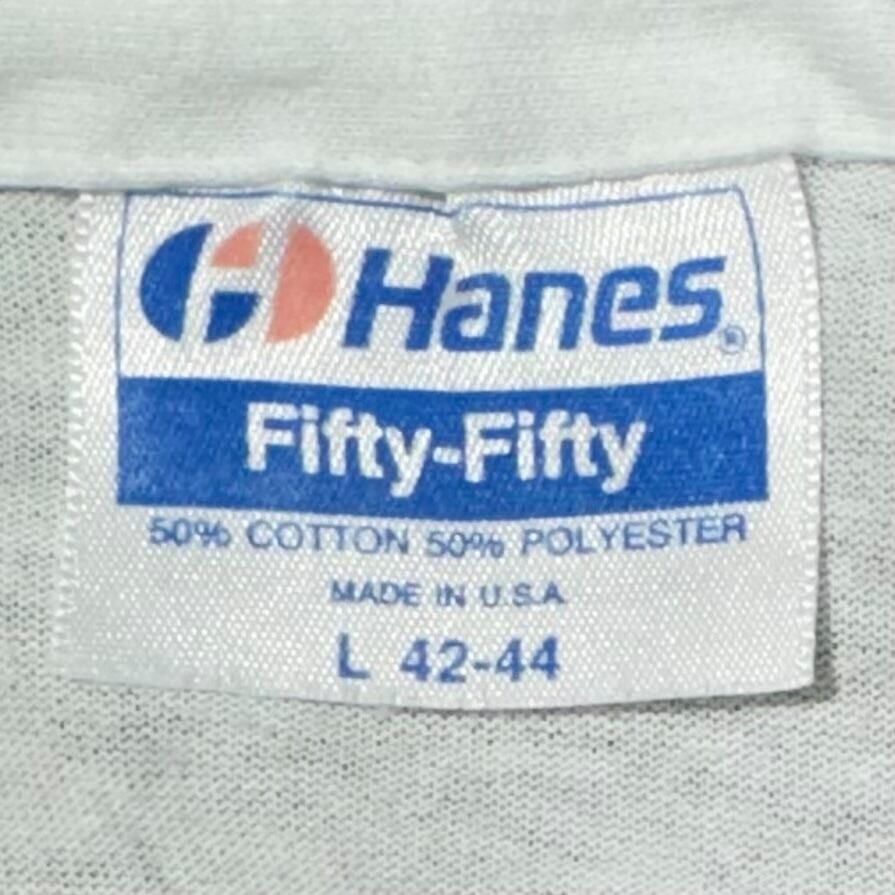 Hanes®
Fifty-Fifty
50% COTTON 50% POLYESTER
MADE IN U.S.A.
L 42-44